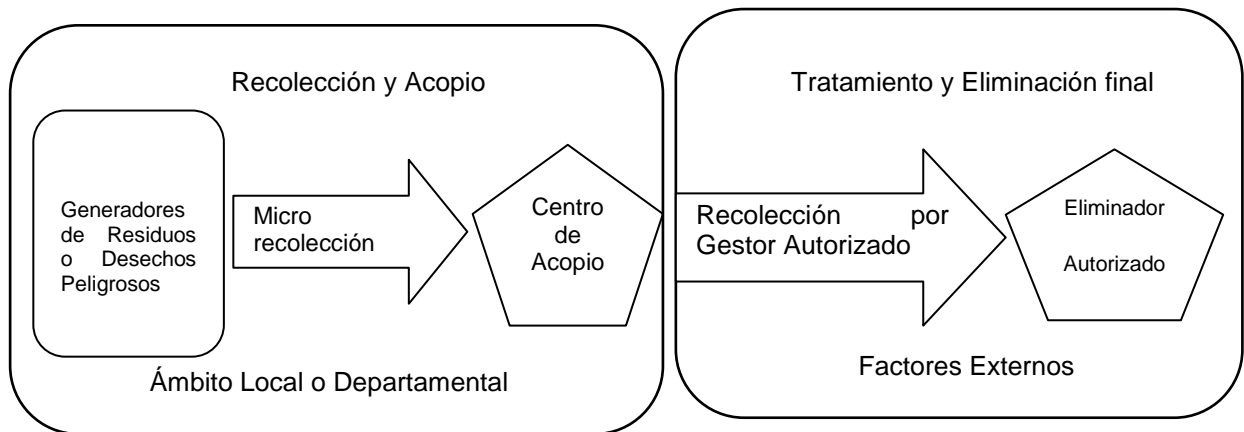 Recolección y Acopio
Generadores
de Residuos
o Desechos
Peligrosos
Micro
recolección
Centro
de
Acopio
Ámbito Local o Departamental
Tratamiento y Eliminación final
Recolección por
Gestor Autorizado
Eliminador
Autorizado
Factores Externos